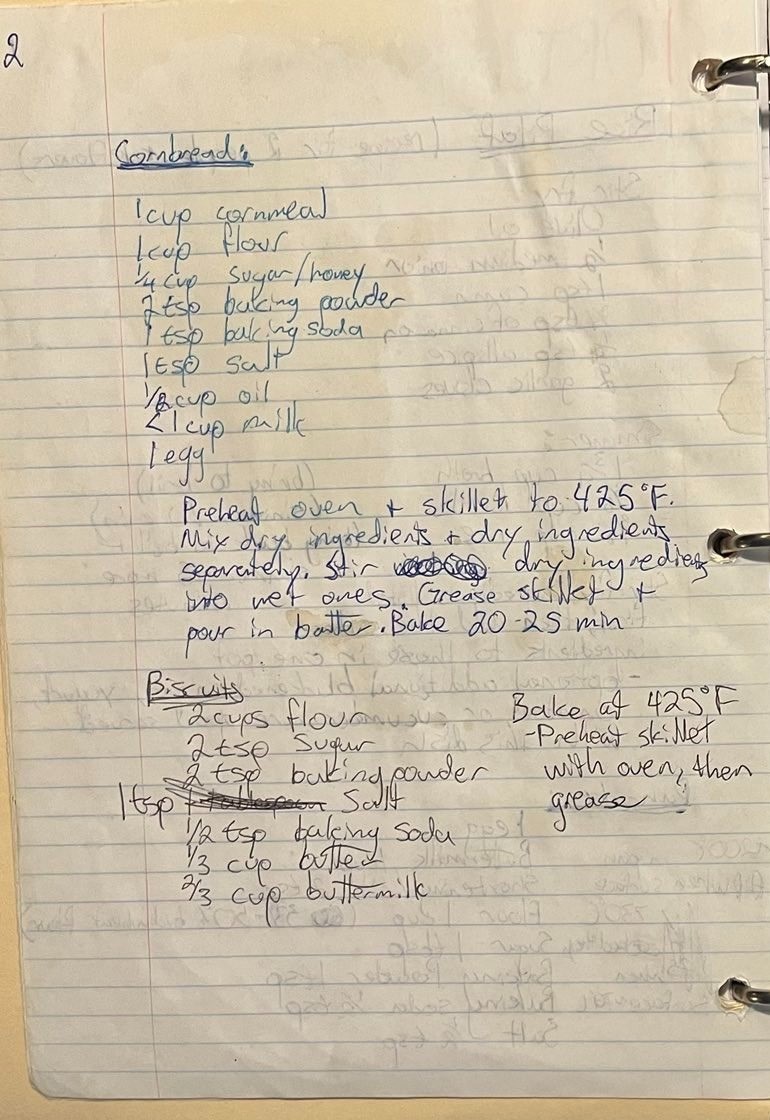 2
Cornbread:
1 cup cornmeal
1 cup flour
1/4 cup sugar/honey
2 tsp baking powder
1 tsp baking soda
1 tsp salt
1/2 cup oil
<1 cup milk
1 egg
Preheat oven + skillet to 425°F.
Mix dry ingredients + dry ingredients
separately. Stir dry ingredients
into wet ones. Grease skillet +
pour in batter. Bake 20-25 min
Biscuits
2 cups flour
2 tsp sugar
2 tsp baking powder
1 tsp salt
1/2 tsp baking soda
1/3 cup butter
2/3 cup buttermilk
Bake at 425°F
-Preheat skillet
with oven, then
grease